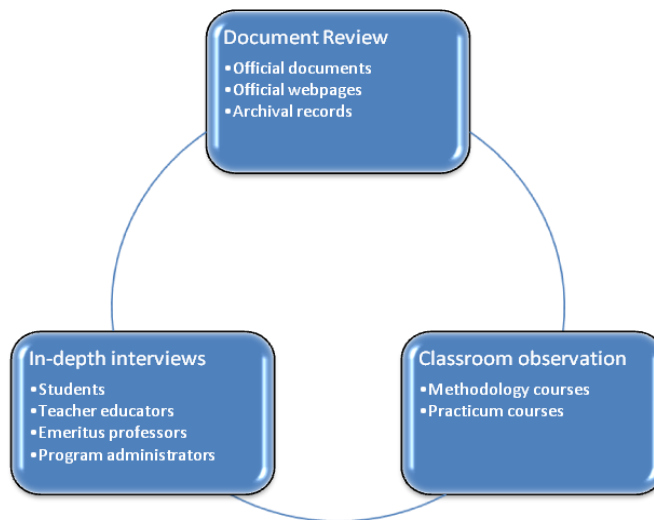 Document Review
•Official documents
•Official webpages
•Archival records
In-depth interviews
•Students
•Teacher educators
•Emeritus professors
•Program administrators
Classroom observation
•Methodology courses
•Practicum courses